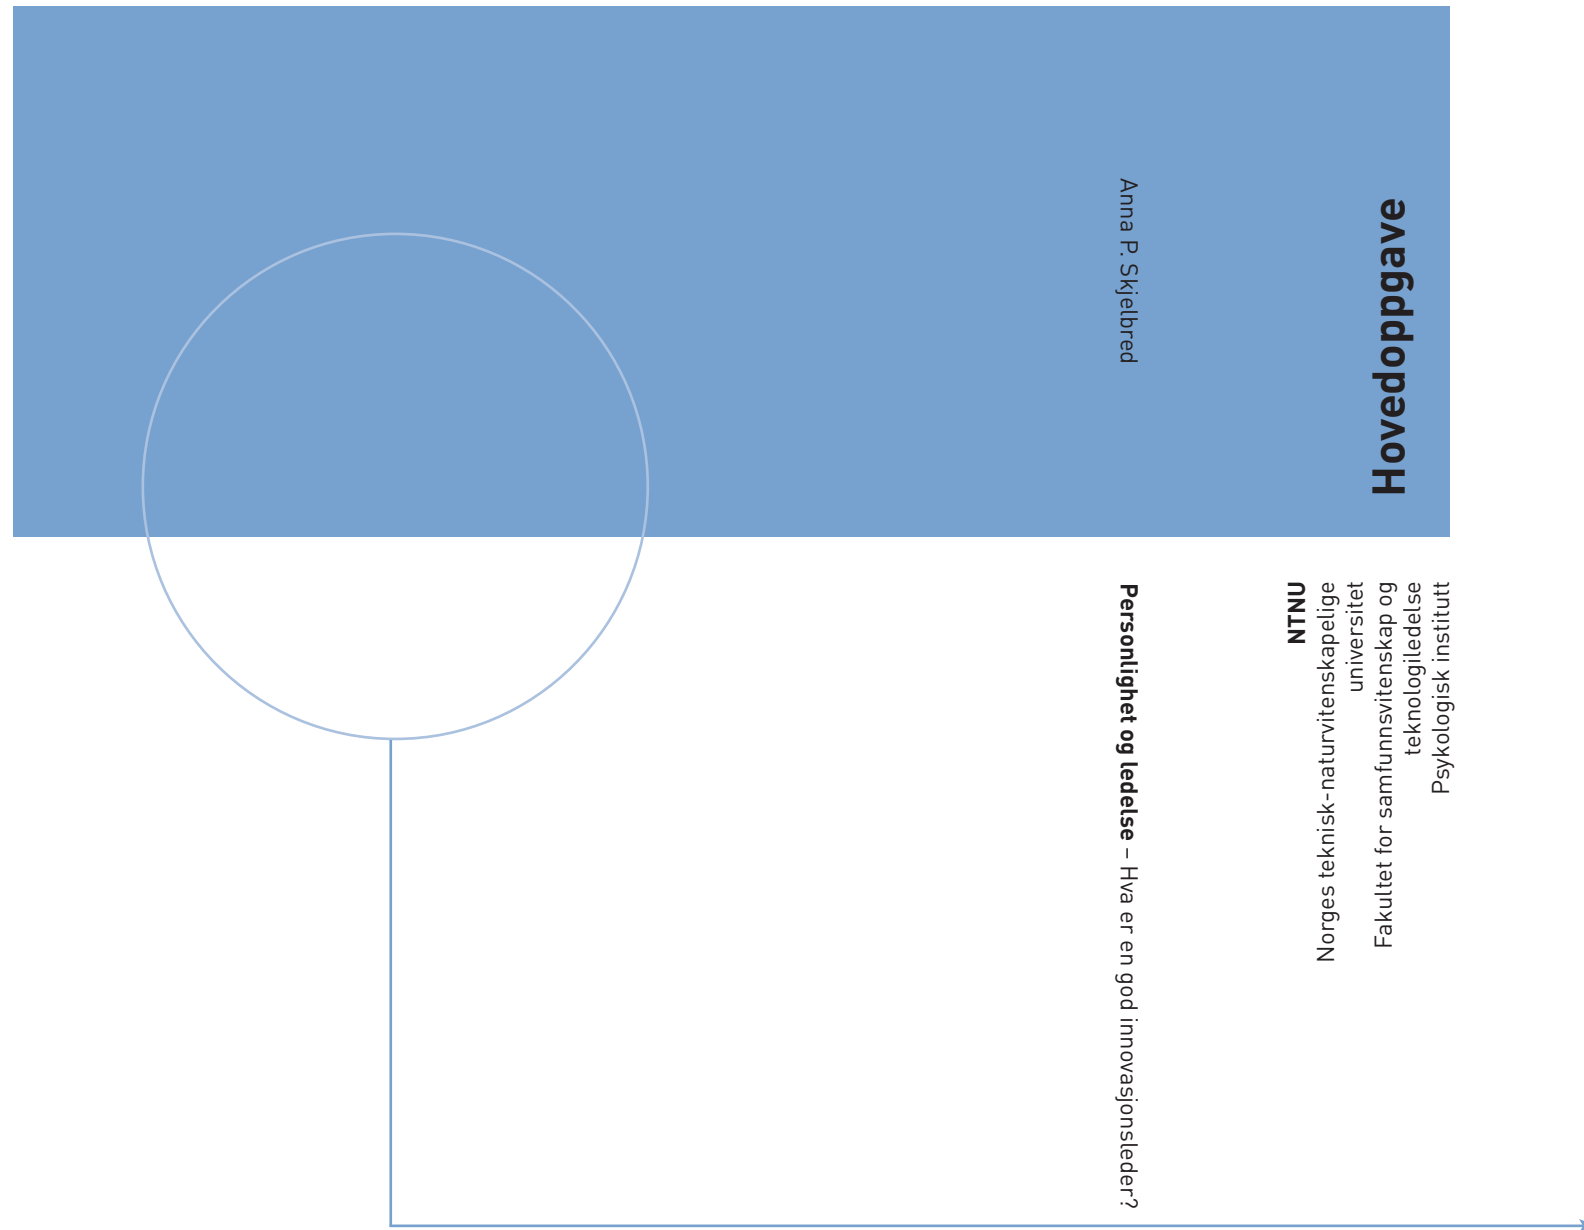 Hovedoppgave
NTNU
Norges teknisk-naturvitenskapelige
universitet
Fakultet for samfunnsvitenskap og
teknologiledelse
Psykologisk institutt
Anna P. Skjelbred
Personlighet og ledelse – Hva er en god innovasjonsleder?